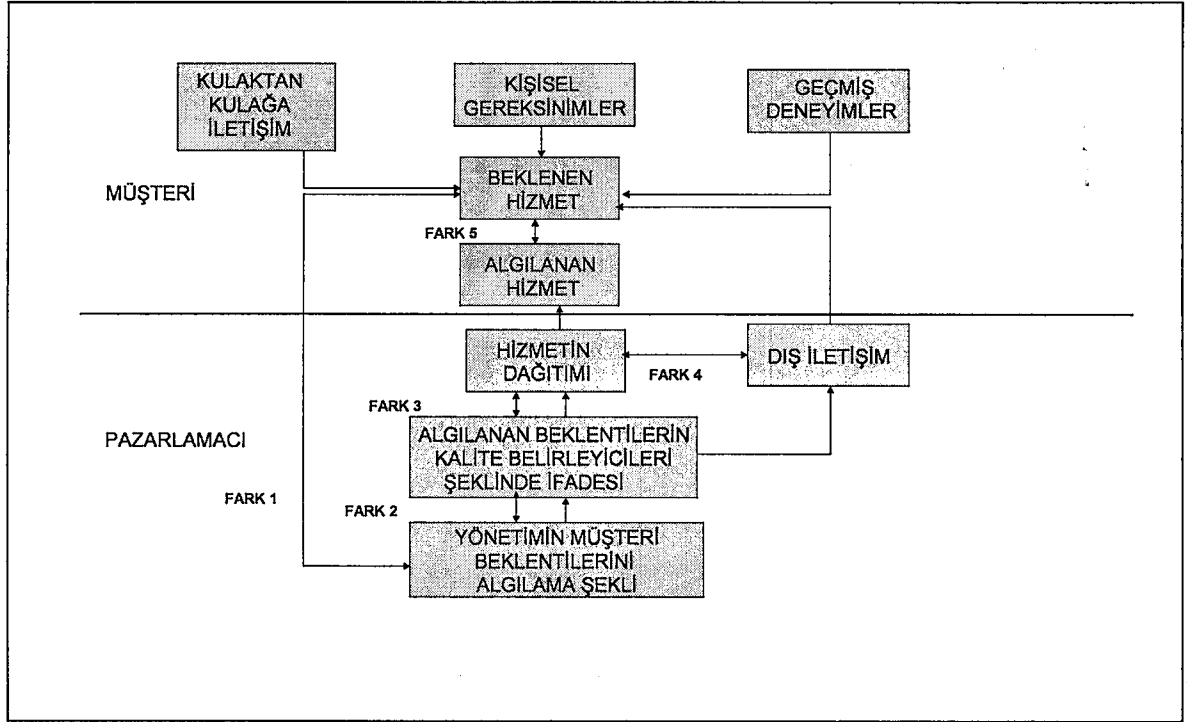 KULAKTAN
KULAĞA
İLETİŞİM
KİŞİSEL
GEREKSİNİMLER
GEÇMİŞ
DENEYİMLER
MÜŞTERİ
BEKLENEN
HİZMET
FARK 5
ALGILANAN
HİZMET
HİZMETİN
DAĞITIMI
FARK 4
DIŞ İLETİŞİM
FARK 3
PAZARLAMACI
ALGILANAN BEKLENTİLERİN
KALİTE BELİRLEYİCİLERİ
ŞEKLİNDE İFADESİ
FARK 1
FARK 2
YÖNETİMİN MÜŞTERİ
BEKLENTİLERİNİ
ALGILAMA ŞEKLİ